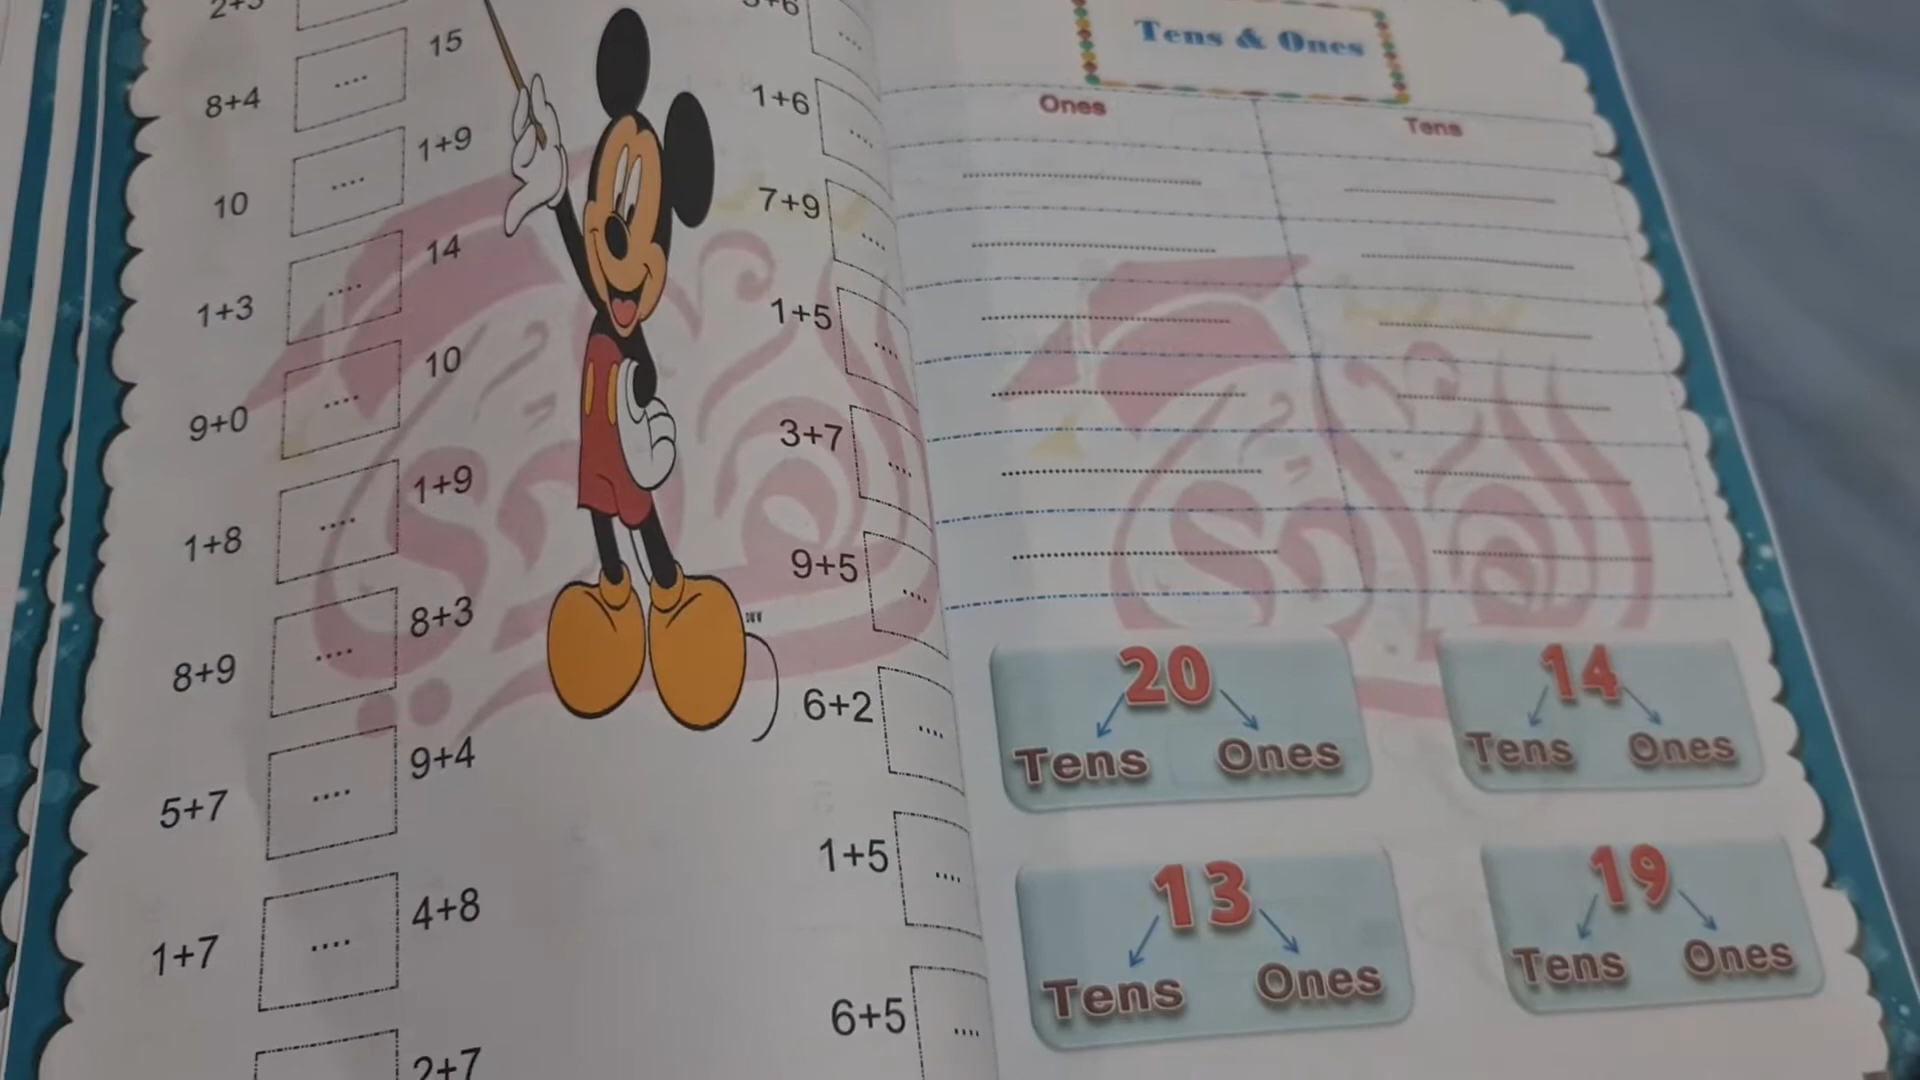 8+4 .... 15
10 .... 1+9
1+3 .... 14
9+0 .... 10
1+8 .... 1+9
8+9 .... 8+3
5+7 .... 9+4
1+7 .... 4+8
2+7
....
1+6 ....
7+9 ....
1+5 ....
3+7 ....
9+5 ....
6+2 ....
1+5 ....
6+5 ....
Tens & Ones
Ones Tens
20
Tens Ones
14
Tens Ones
13
Tens Ones
19
Tens Ones